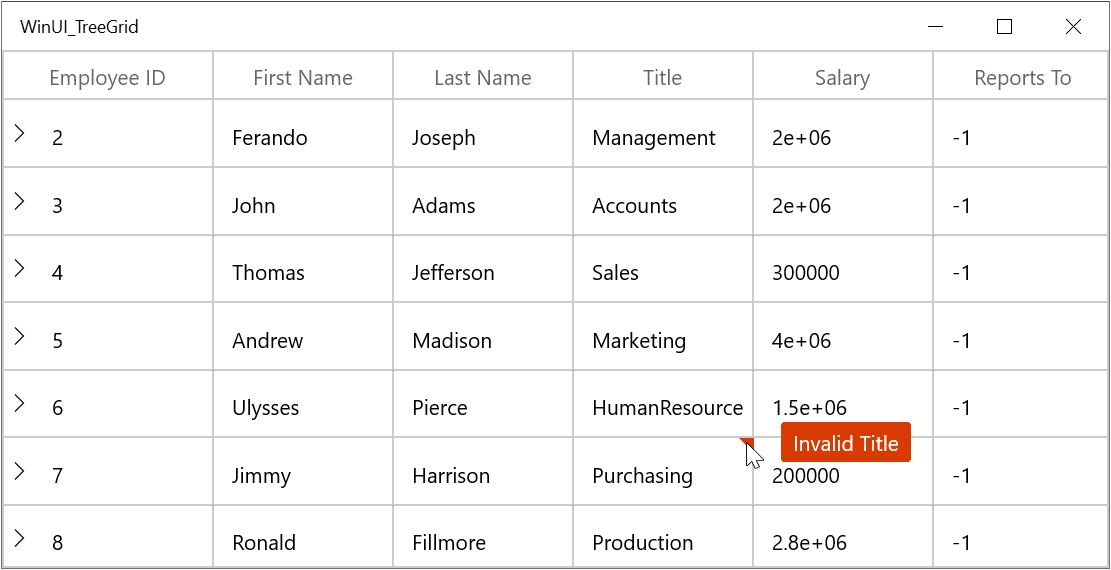 WinUI_TreeGrid
Employee ID First Name Last Name Title Salary Reports To
2 Ferando Joseph Management 2e+06 -1
3 John Adams Accounts 2e+06 -1
4 Thomas Jefferson Sales 300000 -1
5 Andrew Madison Marketing 4e+06 -1
6 Ulysses Pierce HumanResource 1.5e+06 -1
Invalid Title
7 Jimmy Harrison Purchasing 200000 -1
8 Ronald Fillmore Production 2.8e+06 -1